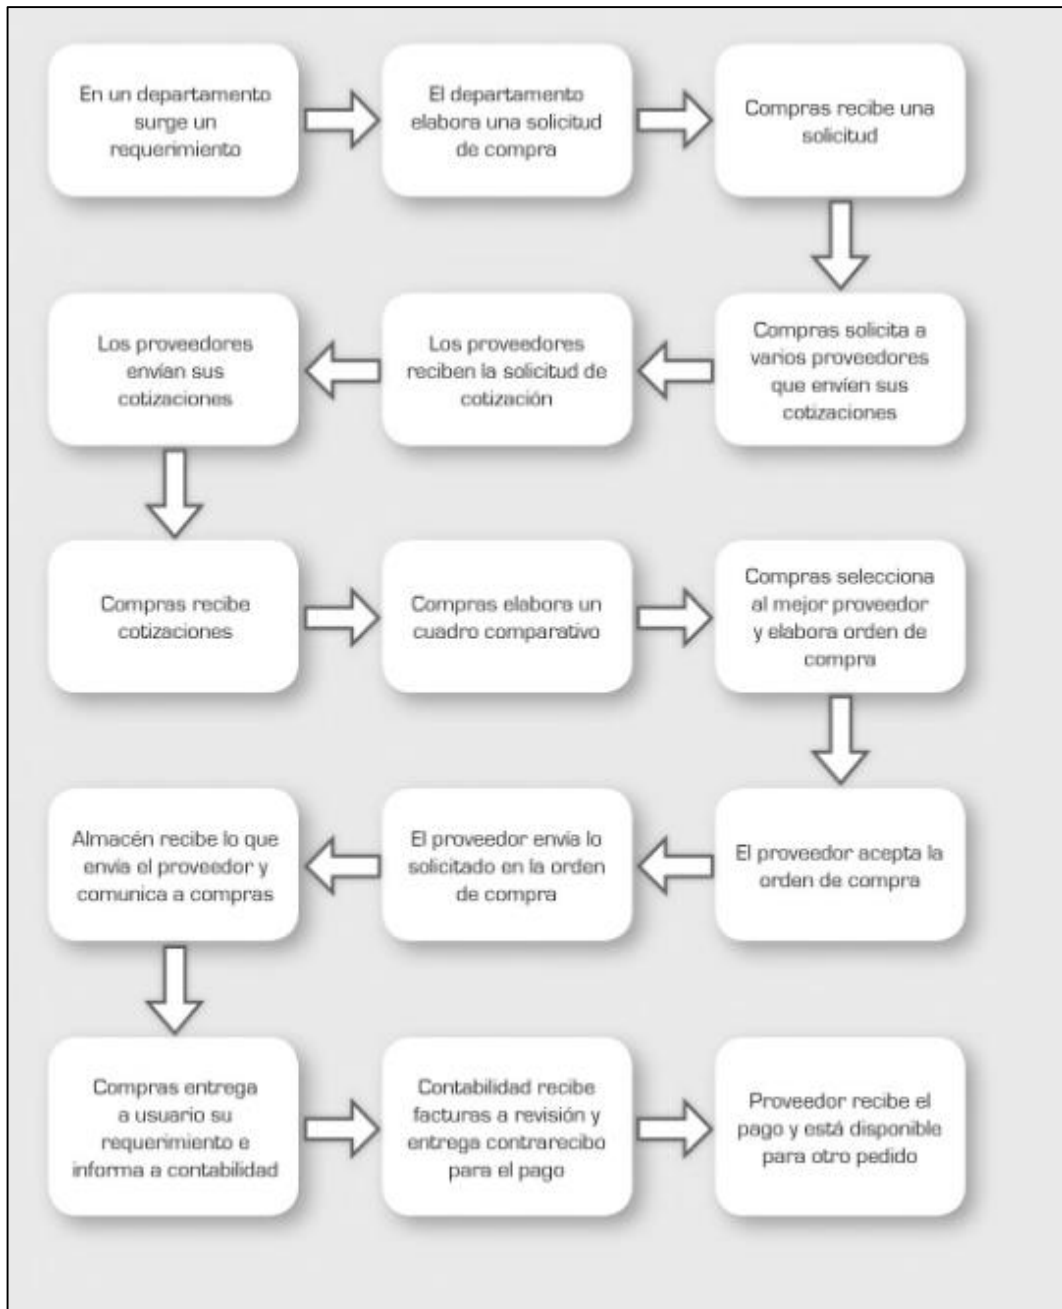 En un departamento
surge un
requerimiento
El departamento
elabora una solicitud
de compra
Compras recibe una
solicitud
Compras solicita a
varios proveedores
que envíen sus
cotizaciones
Los proveedores
reciben la solicitud de
cotización
Los proveedores
envían sus
cotizaciones
Compras recibe
cotizaciones
Compras elabora un
cuadro comparativo
Compras selecciona
al mejor proveedor
y elabora orden de
compra
El proveedor acepta la
orden de compra
El proveedor envía lo
solicitado en la orden
de compra
Almacén recibe lo que
envía el proveedor y
comunica a compras
Compras entrega
a usuario su
requerimiento e
informa a contabilidad
Contabilidad recibe
facturas a revisión y
entrega contrarecibo
para el pago
Proveedor recibe el
pago y está disponible
para otro pedido